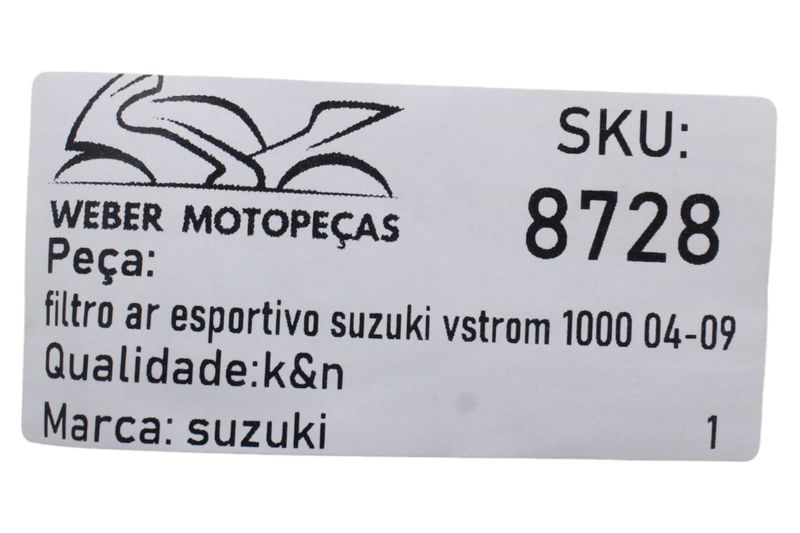 WEBER MOTOPEÇAS
SKU:
8728
Peça:
filtro ar esportivo suzuki vstrom 1000 04-09
Qualidade:k&n
Marca: suzuki
1